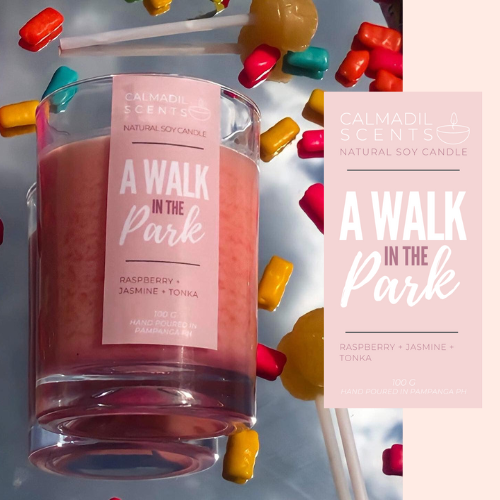 CALMADIL
SCENTS
NATURAL SOY CANDLE
A WALK
IN THE
Park
RASPBERRY +
JASMINE + TONKA
100 G
HAND POURED IN
PAMPANGA PH
CALMADIL
SCENTS
NATURAL SOY CANDLE
A WALK
IN THE
Park
RASPBERRY + JASMINE +
TONKA
100 G
HAND POURED IN PAMPANGA PH